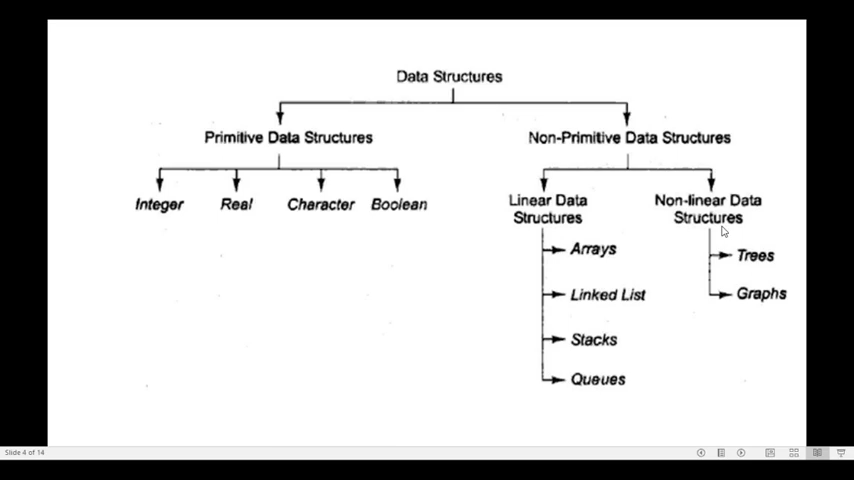 Data Structures
Primitive Data Structures
Non-Primitive Data Structures
Integer
Real
Character
Boolean
Linear Data
Structures
Non-linear Data
Structures
Arrays
Linked List
Stacks
Queues
Trees
Graphs
Slide 4 of 14